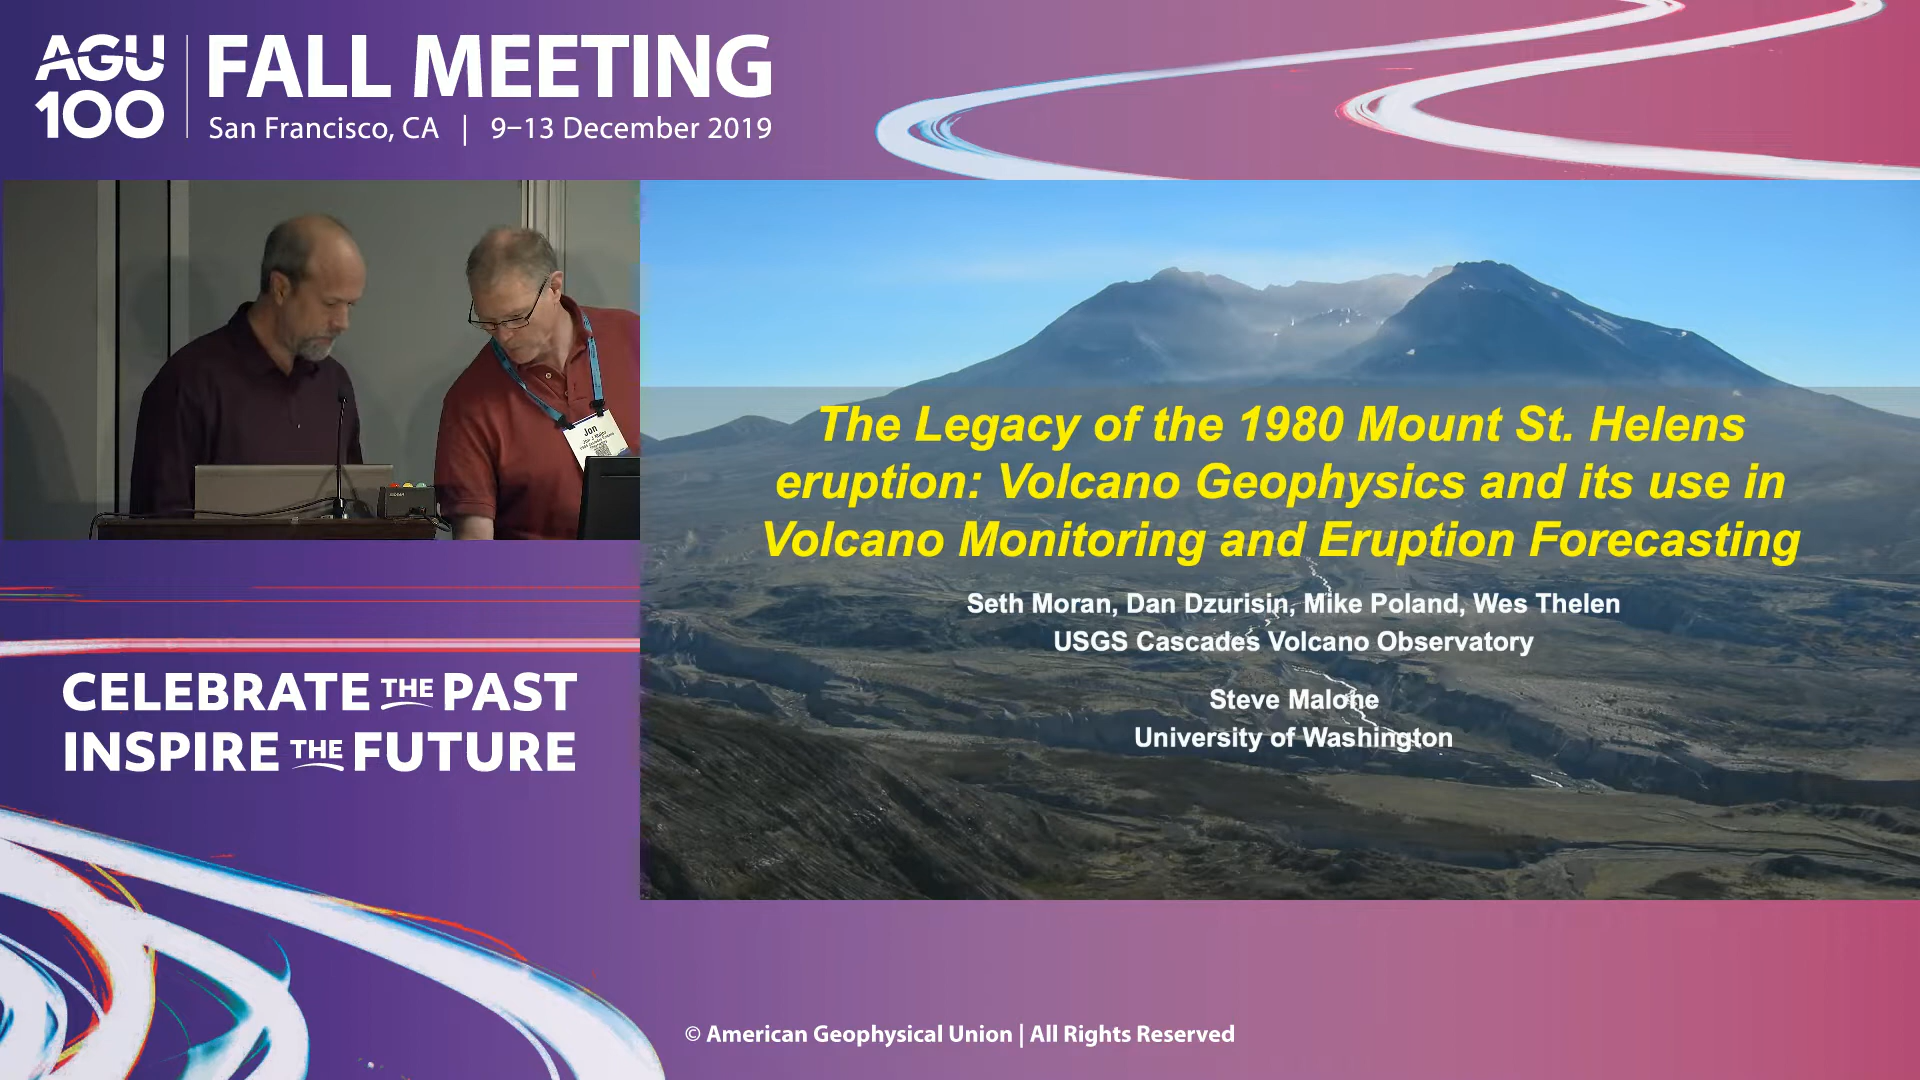 AGU
100
FALL MEETING
San Francisco, CA | 9–13 December 2019
Jon
The Legacy of the 1980 Mount St. Helens
eruption: Volcano Geophysics and its use in
Volcano Monitoring and Eruption Forecasting
Seth Moran, Dan Dzurisin, Mike Poland, Wes Thelen
USGS Cascades Volcano Observatory
Steve Malone
University of Washington
CELEBRATE THE PAST
INSPIRE THE FUTURE
© American Geophysical Union | All Rights Reserved